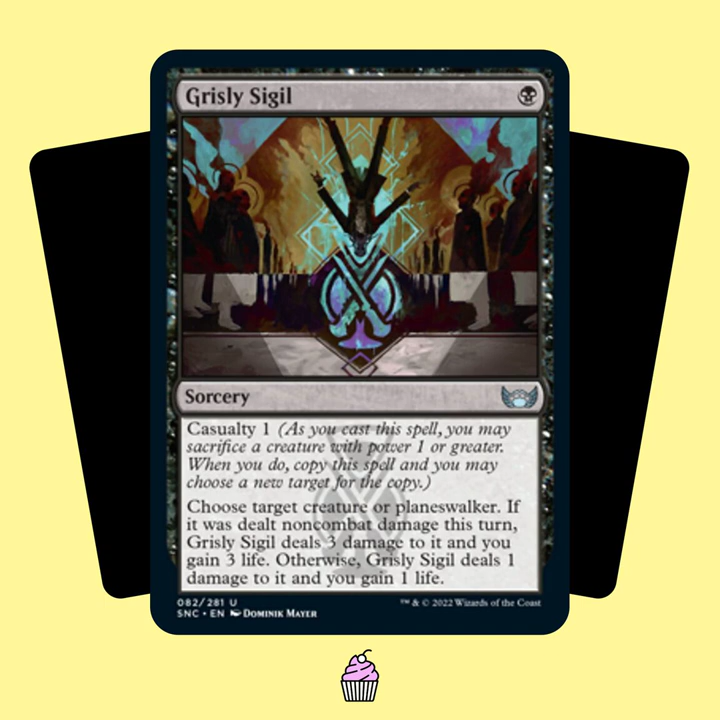 Grisly Sigil
Sorcery
Casualty 1 (As you cast this spell, you may
sacrifice a creature with power 1 or greater.
When you do, copy this spell and you may
choose a new target for the copy.)
Choose target creature or planeswalker. If
it was dealt noncombat damage this turn,
Grisly Sigil deals 3 damage to it and you
gain 3 life. Otherwise, Grisly Sigil deals 1
damage to it and you gain 1 life.
082/281 U
SNC • EN Dominik Mayer
™ & © 2022 Wizards of the Coast